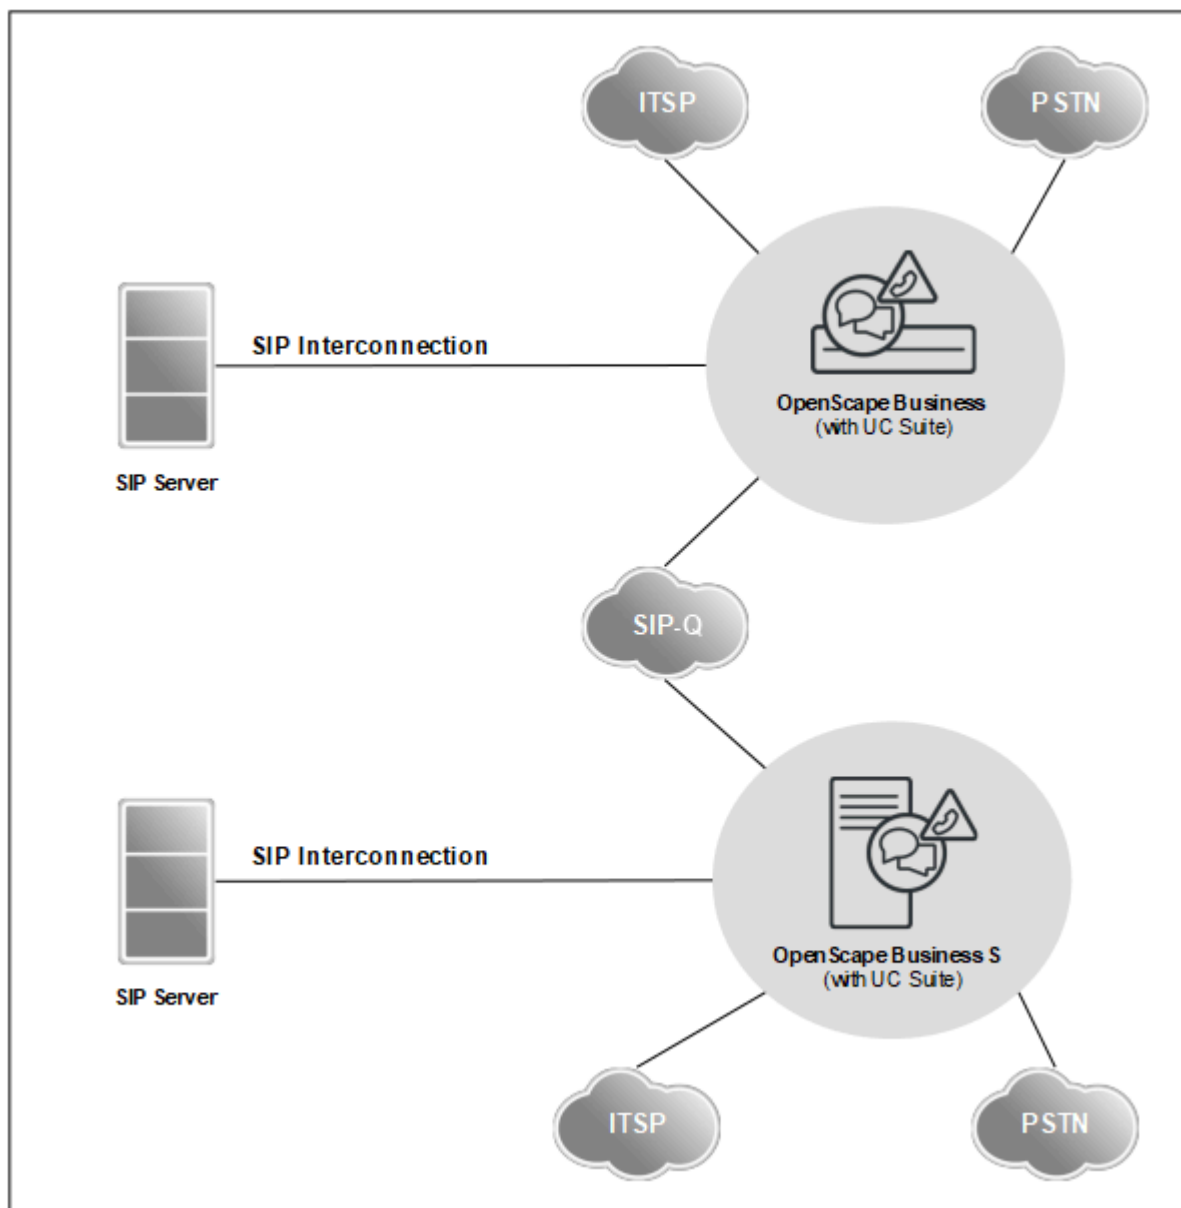 ITSP
PSTN
SIP Interconnection
OpenScape Business
(with UC Suite)
SIP Server
SIP-Q
SIP Interconnection
OpenScape Business S
(with UC Suite)
SIP Server
ITSP
PSTN